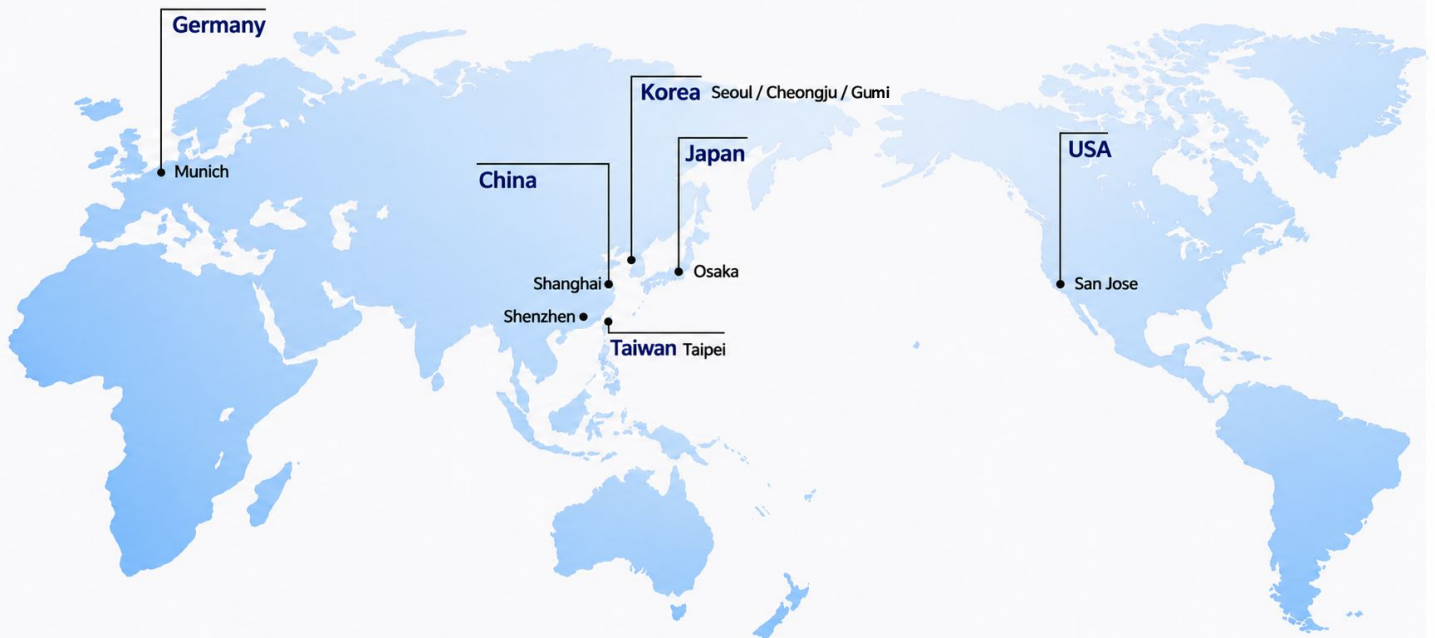 Germany
Munich
Korea Seoul / Cheongju / Gumi
Japan
Osaka
China
Shanghai
Shenzhen
Taiwan Taipei
USA
San Jose